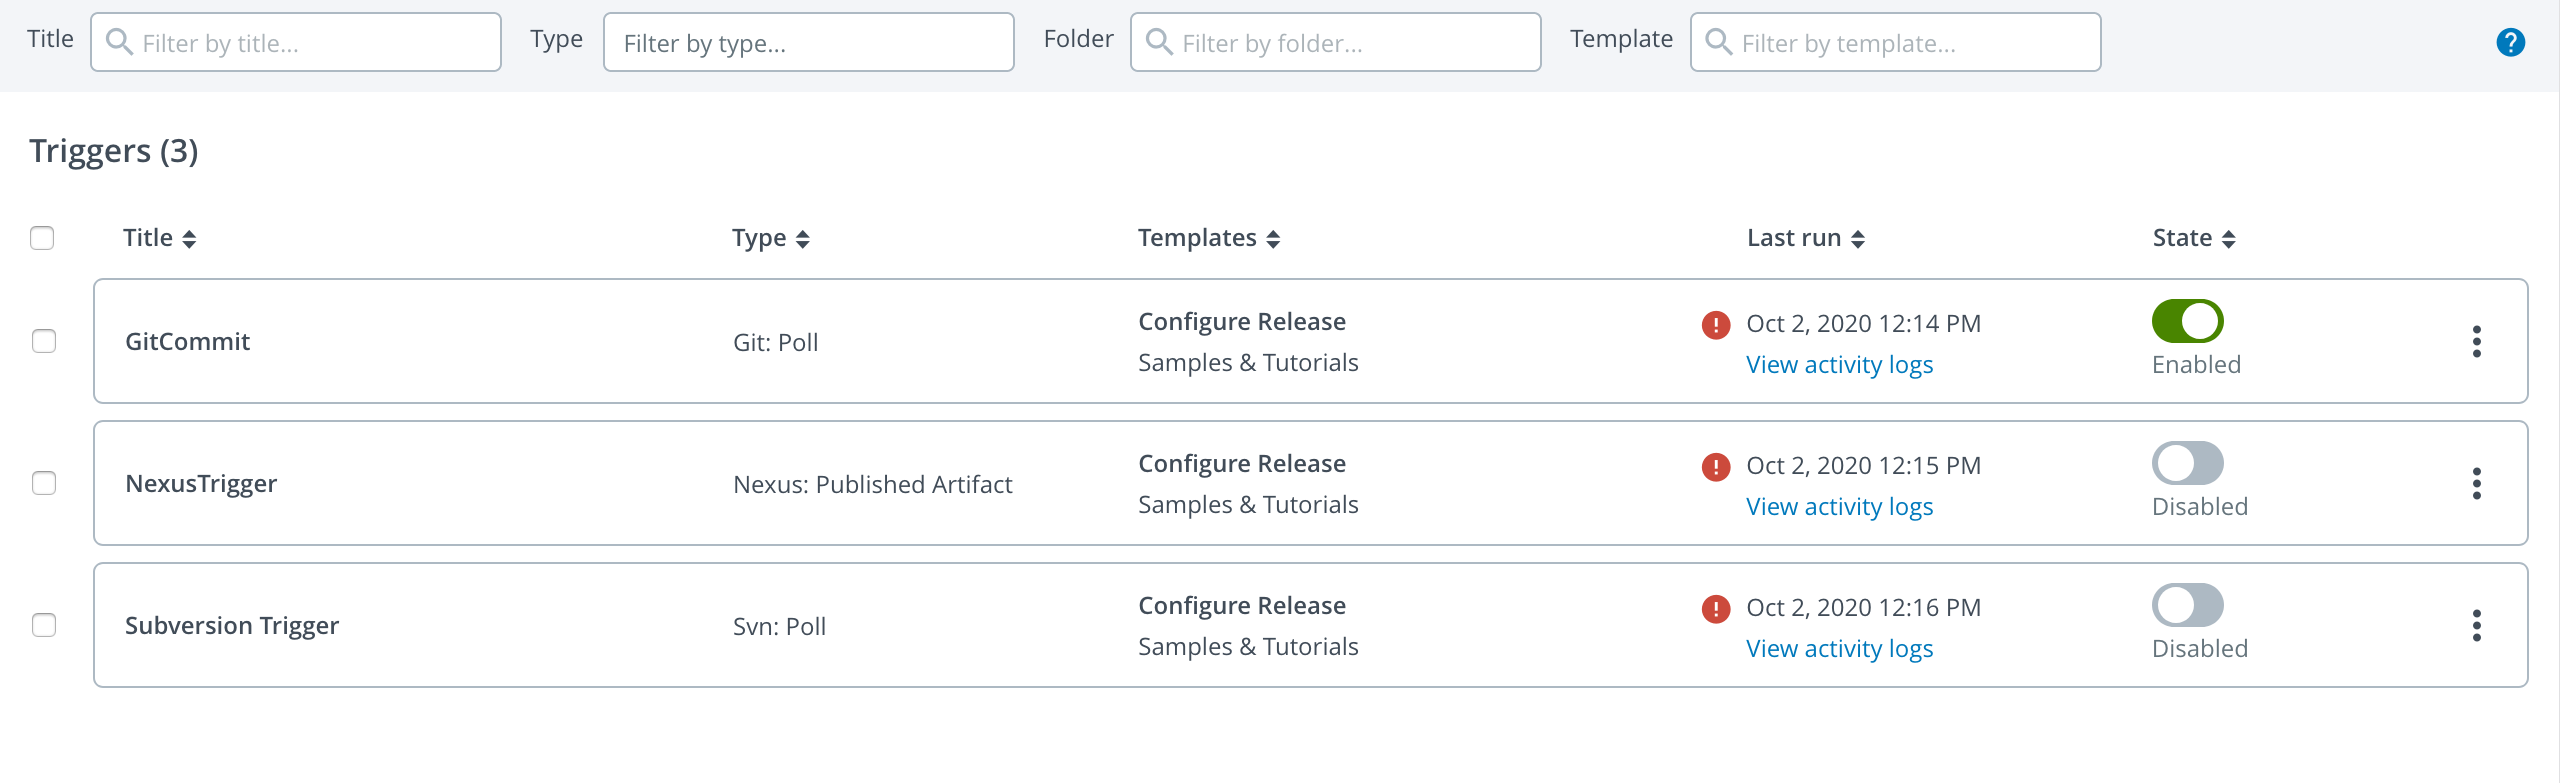 Title Filter by title... Type Filter by type... Folder Filter by folder... Template Filter by template... ?
Triggers (3)
Title Type Templates Last run State
GitCommit Git: Poll Configure Release Samples & Tutorials ! Oct 2, 2020 12:14 PM View activity logs Enabled
NexusTrigger Nexus: Published Artifact Configure Release Samples & Tutorials ! Oct 2, 2020 12:15 PM View activity logs Disabled
Subversion Trigger Svn: Poll Configure Release Samples & Tutorials ! Oct 2, 2020 12:16 PM View activity logs Disabled